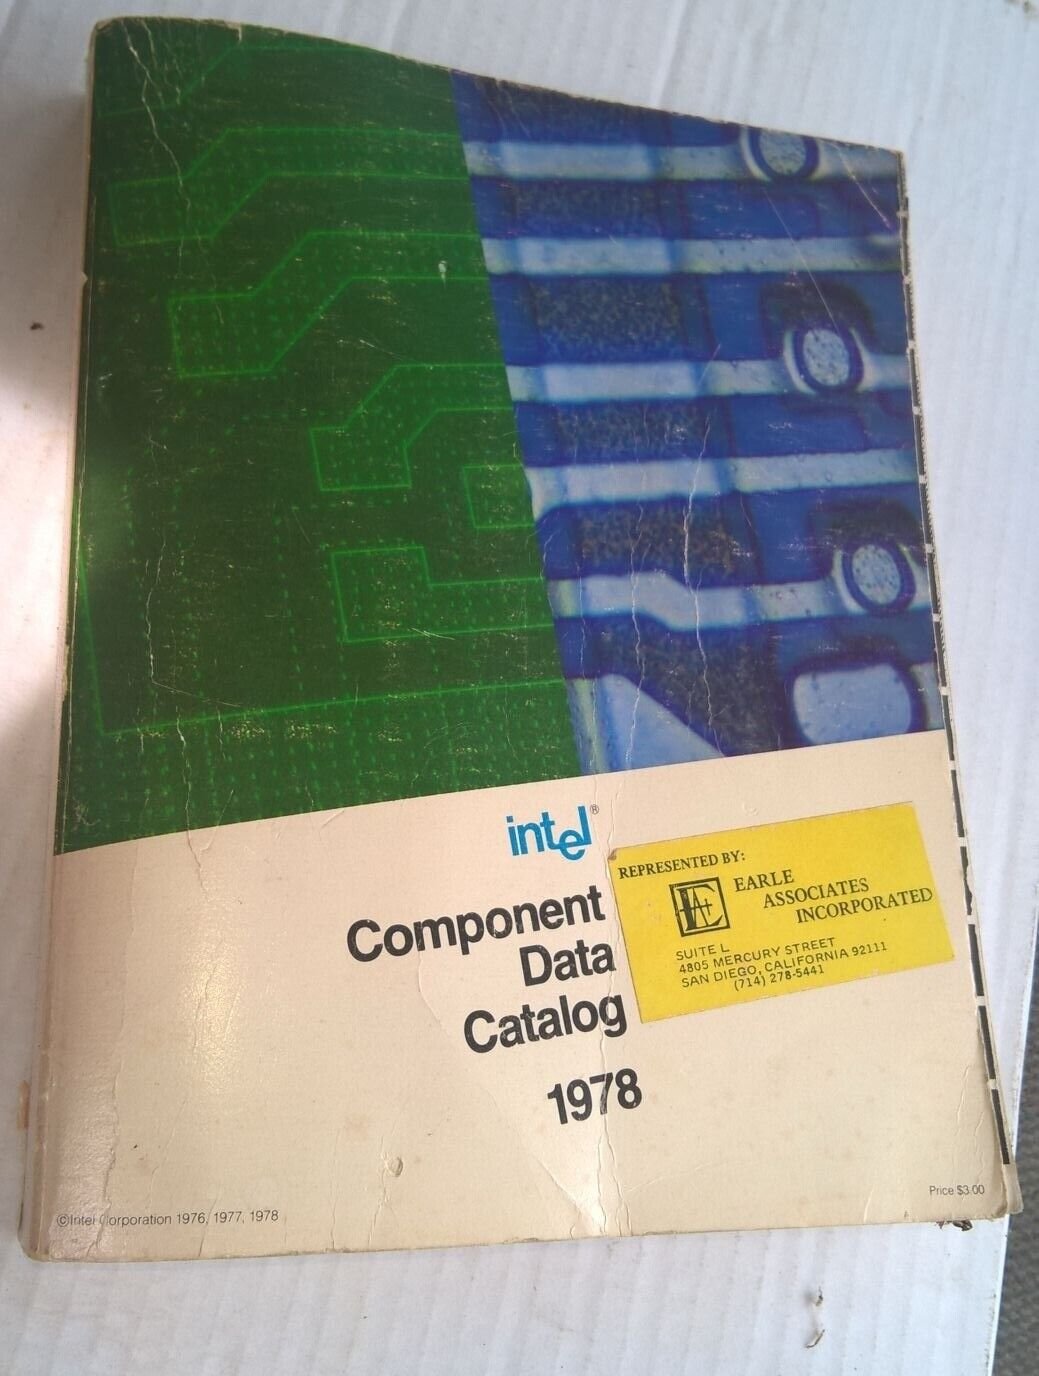 intel®
Component
Data
Catalog
1978
REPRESENTED BY:
EA
EARLE
ASSOCIATES
INCORPORATED
SUITE L
4805 MERCURY STREET
SAN DIEGO, CALIFORNIA 92111
(714) 278-5441
Price $3.00
©Intel Corporation 1976, 1977, 1978